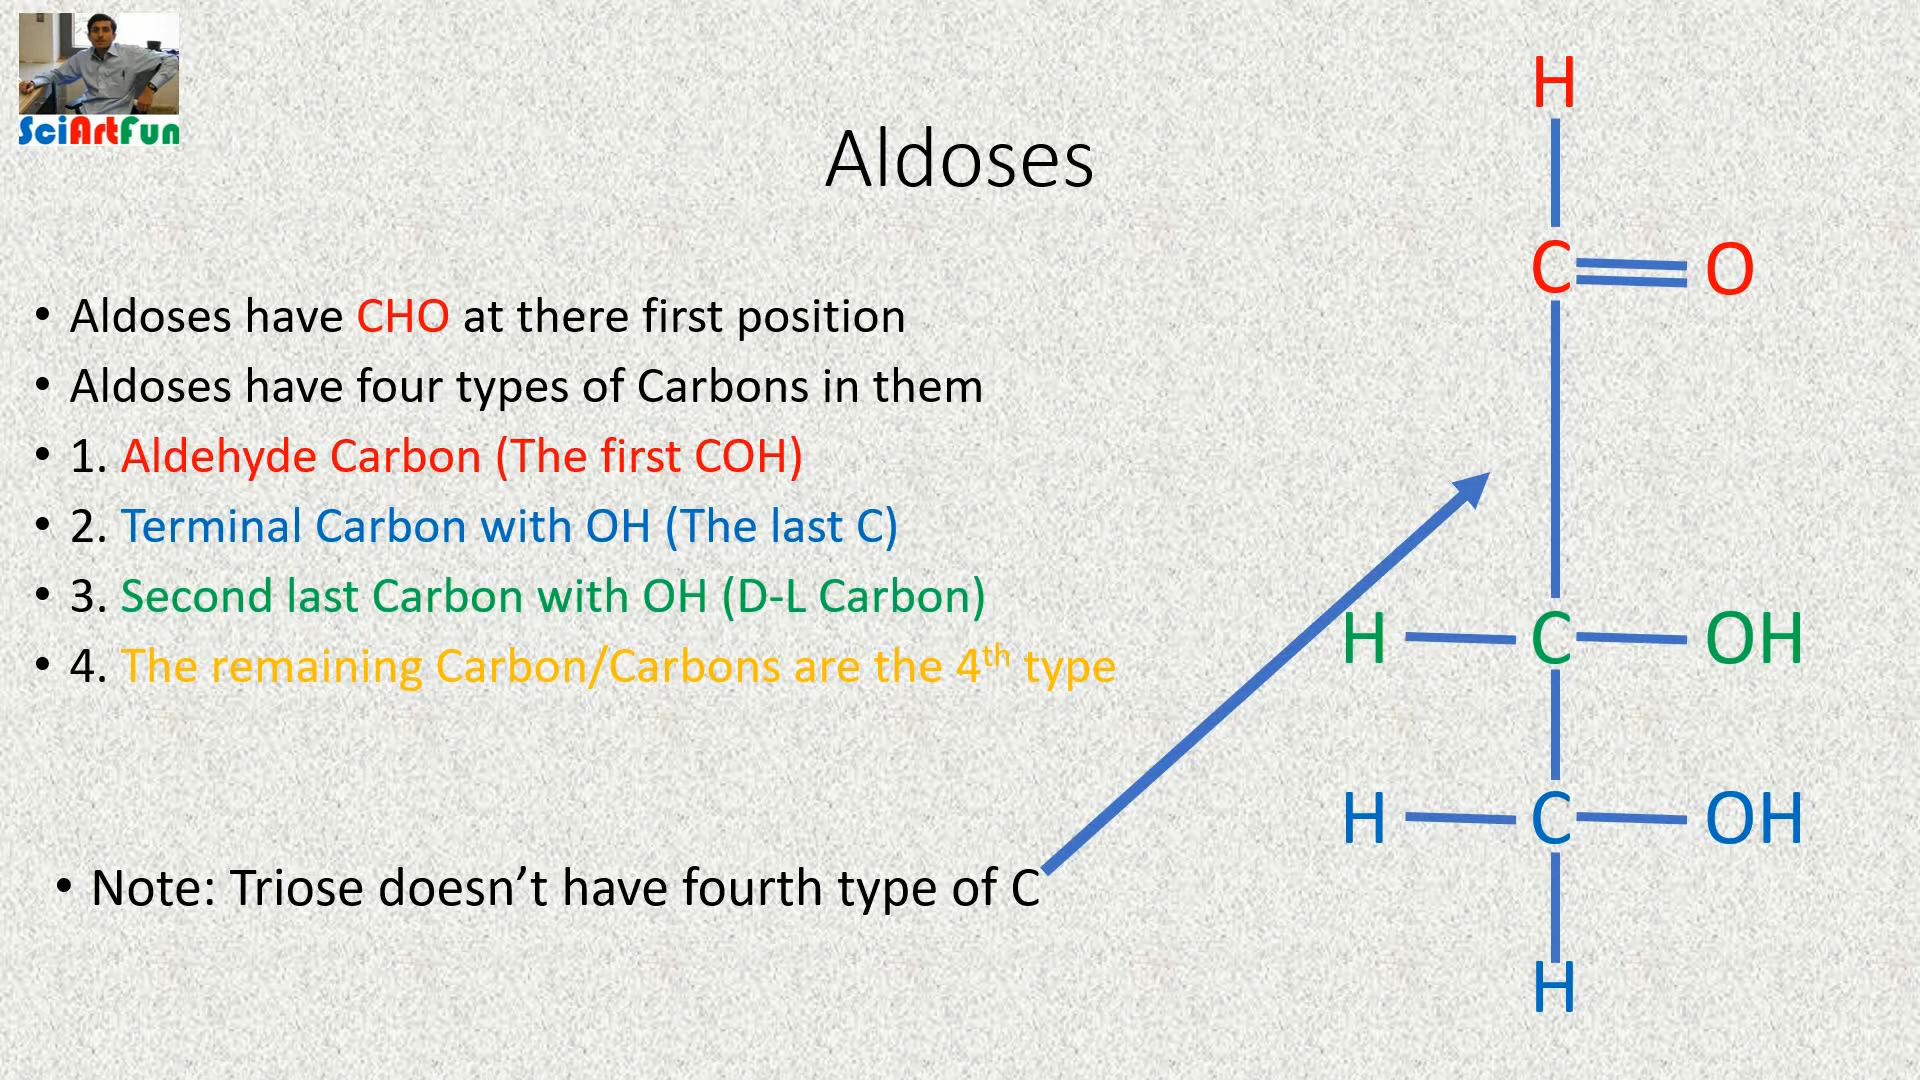 SciArtFun
Aldoses
• Aldoses have CHO at there first position
• Aldoses have four types of Carbons in them
• 1. Aldehyde Carbon (The first COH)
• 2. Terminal Carbon with OH (The last C)
• 3. Second last Carbon with OH (D-L Carbon)
• 4. The remaining Carbon/Carbons are the 4th type
• Note: Triose doesn’t have fourth type of C
H
C O
H C OH
H C OH
H